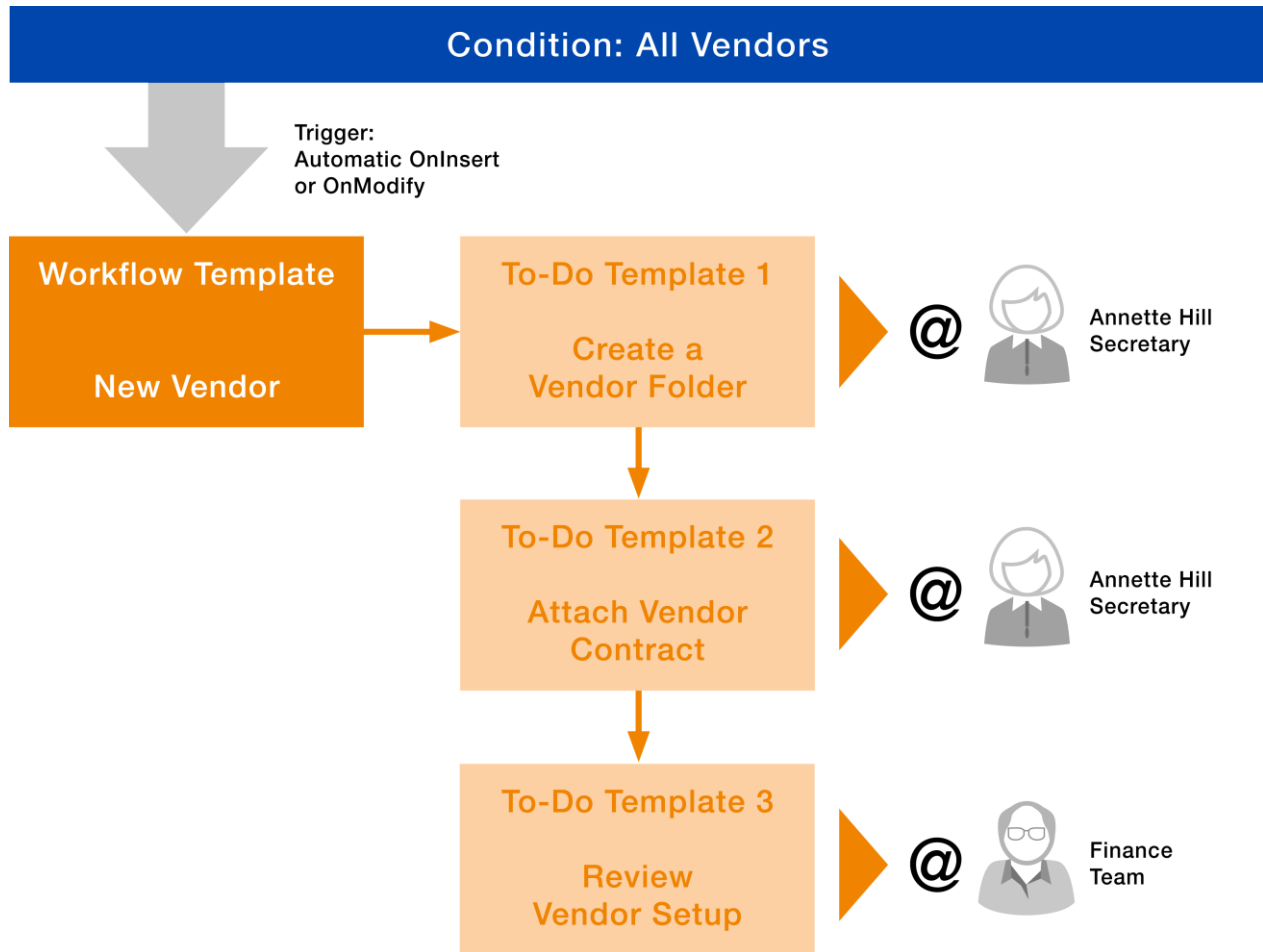 Condition: All Vendors
Trigger:
Automatic OnInsert
or OnModify
Workflow Template
New Vendor
To-Do Template 1
Create a
Vendor Folder
@
Annette Hill
Secretary
To-Do Template 2
Attach Vendor
Contract
@
Annette Hill
Secretary
To-Do Template 3
Review
Vendor Setup
@
Finance
Team